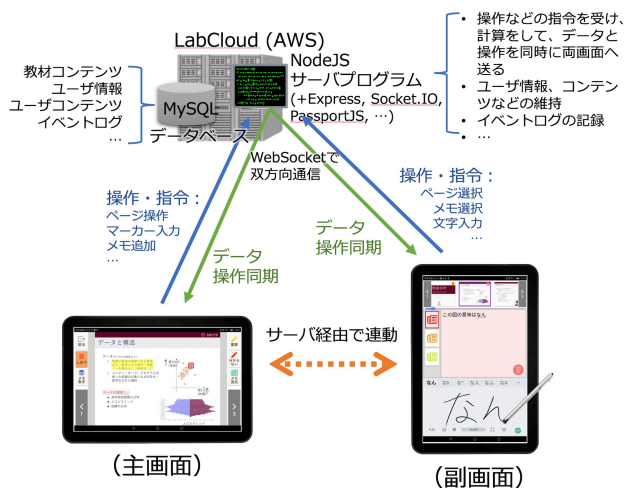 LabCloud (AWS)
教材コンテンツ
ユーザ情報
ユーザコンテンツ
イベントログ
…
MySQL
データベース
NodeJS
サーバプログラム
(+Express, Socket.IO,
PassportJS, …)
• 操作などの指令を受け、
計算をして、データと
操作を同時に両画面へ
送る
• ユーザ情報、コンテン
ツなどの維持
• イベントログの記録
• …
WebSocketで
双方向通信
操作・指令：
ページ操作
マーカー入力
メモ追加
…
データ
操作同期
データ
操作同期
操作・指令：
ページ選択
メモ選択
文字入力
…
サーバ経由で連動
データと構造
この図の意味はなん
なん
なん
（主画面）
（副画面）